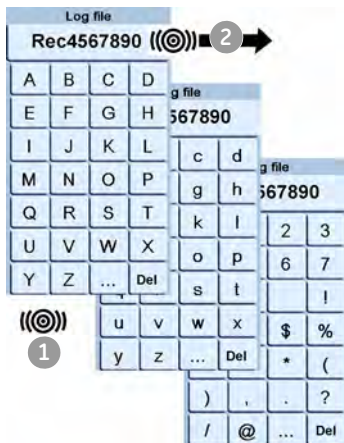 Log file
Rec4567890
2
A B C D
E F G H
I J K L
M N O P
Q R S T
U V W X
Y Z ... Del
1
g file
567890
c d
g h
k l
o p
s t
u v w x
y z ... Del
g file
567890
2 3
6 7
!
$ %
* (
) , . ?
/ @ ... Del